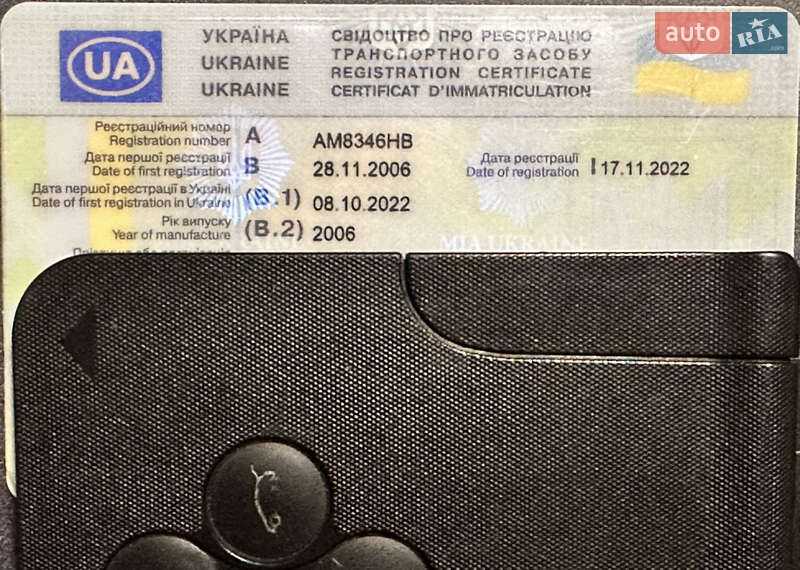 auto RIA .com
УКРАЇНА
UKRAINE
UKRAINE
СВІДОЦТВО ПРО РЕЄСТРАЦІЮ
ТРАНСПОРТНОГО ЗАСОБУ
REGISTRATION CERTIFICATE
CERTIFICAT D'IMMATRICULATION
UA
Реєстраційний номер
Registration number A AM8346HB
Дата першої реєстрації
Date of first registration B 28.11.2006
Дата реєстрації
Date of registration I 17.11.2022
Дата першої реєстрації в Україні
Date of first registration in Ukraine (B.1) 08.10.2022
Рік випуску
Year of manufacture (B.2) 2006
MIA UKRAINE